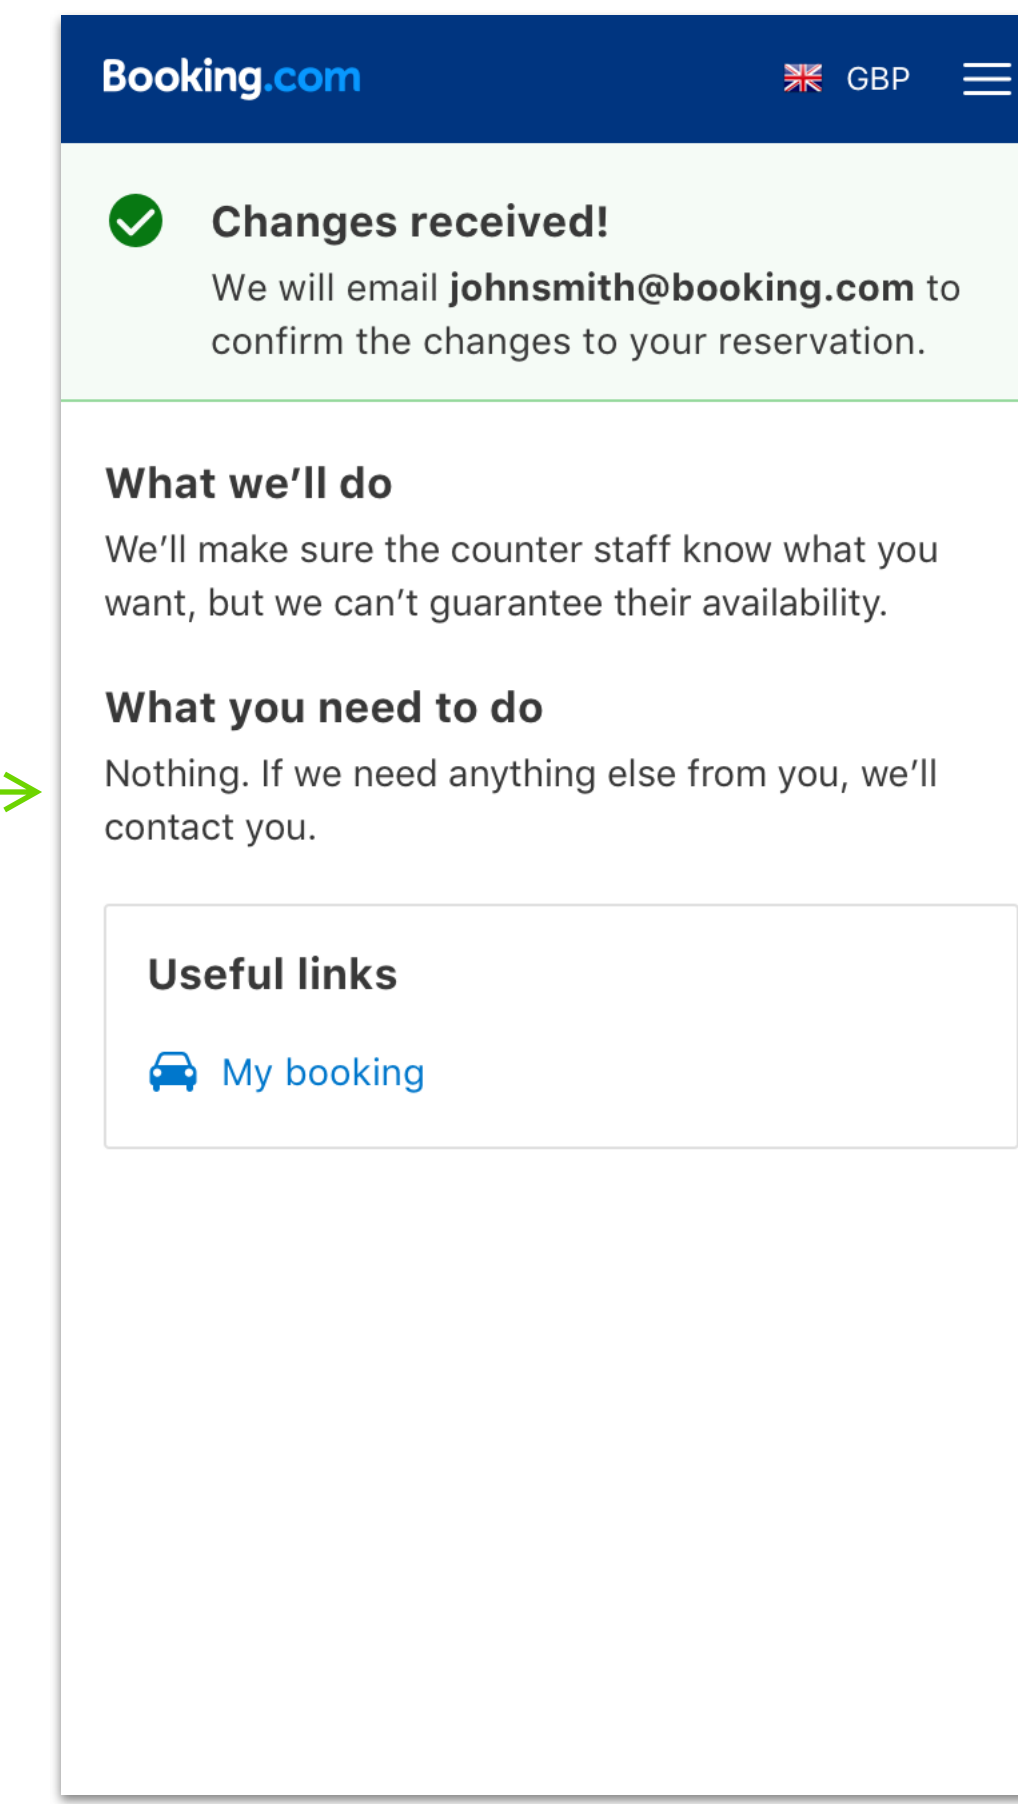 Booking.com
GBP
Changes received!
We will email johnsmith@booking.com to
confirm the changes to your reservation.
What we’ll do
We’ll make sure the counter staff know what you
want, but we can’t guarantee their availability.
What you need to do
Nothing. If we need anything else from you, we’ll
contact you.
Useful links
My booking